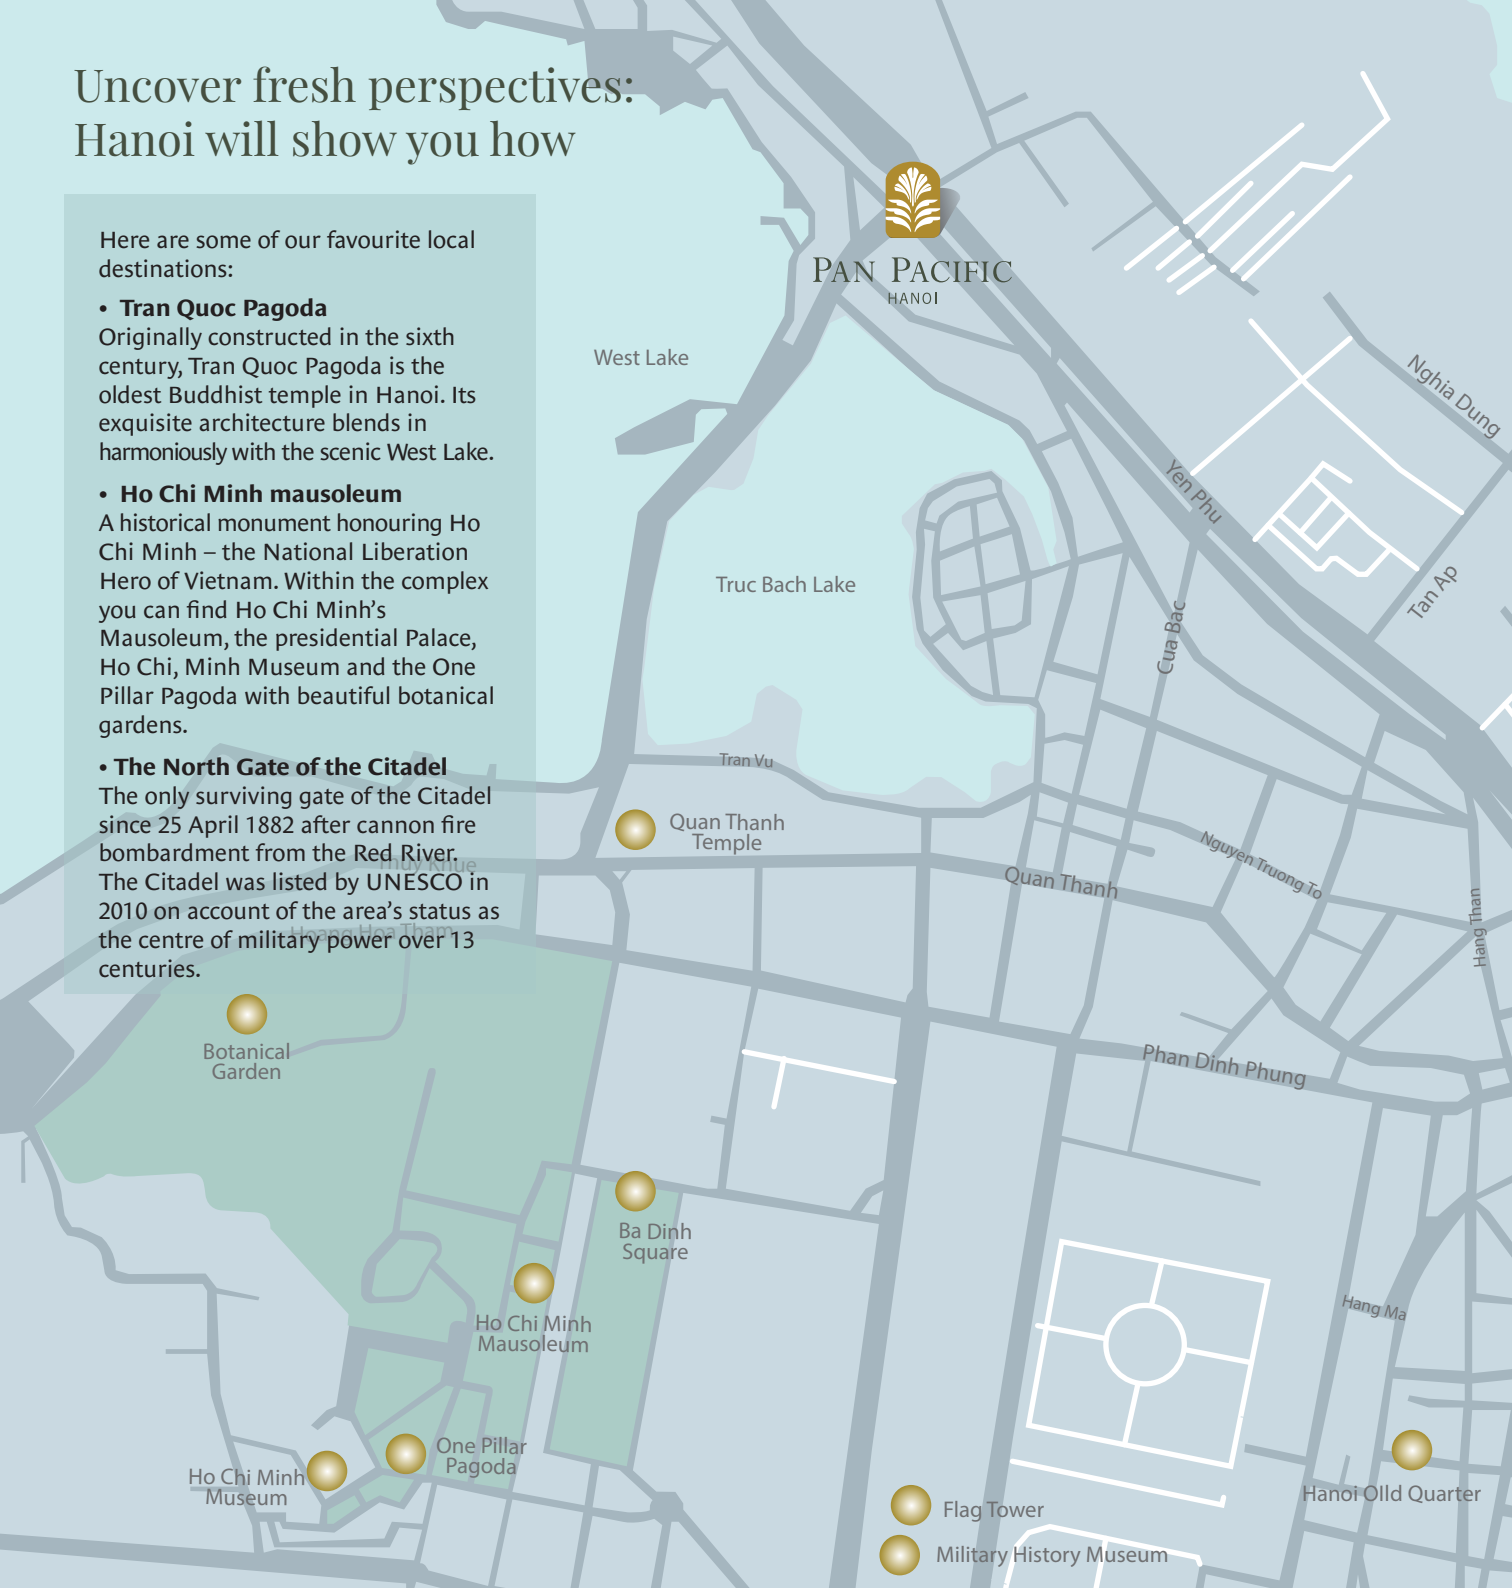 Uncover fresh perspectives:
Hanoi will show you how
Here are some of our favourite local
destinations:
• Tran Quoc Pagoda
Originally constructed in the sixth
century, Tran Quoc Pagoda is the
oldest Buddhist temple in Hanoi. Its
exquisite architecture blends in
harmoniously with the scenic West Lake.
• Ho Chi Minh mausoleum
A historical monument honouring Ho
Chi Minh – the National Liberation
Hero of Vietnam. Within the complex
you can find Ho Chi Minh’s
Mausoleum, the presidential Palace,
Ho Chi, Minh Museum and the One
Pillar Pagoda with beautiful botanical
gardens.
• The North Gate of the Citadel
The only surviving gate of the Citadel
since 25 April 1882 after cannon fire
bombardment from the Red River.
The Citadel was listed by UNESCO in
2010 on account of the area’s status as
the centre of military power over 13
centuries.
PAN PACIFIC
HANOI
West Lake
Nghia Dung
Yen Phu
Truc Bach Lake
Tan Ap
Cua Bac
Tran Vu
Quan Thanh
Temple
Thuy Khue
Quan Thanh
Nguyen Truong To
Hang Than
Hoang Hoa Tham
Botanical
Garden
Phan Dinh Phung
Ba Dinh
Square
Ho Chi Minh
Mausoleum
Hang Ma
One Pillar
Pagoda
Ho Chi Minh
Museum
Hanoi Olld Quarter
Flag Tower
Military History Museum